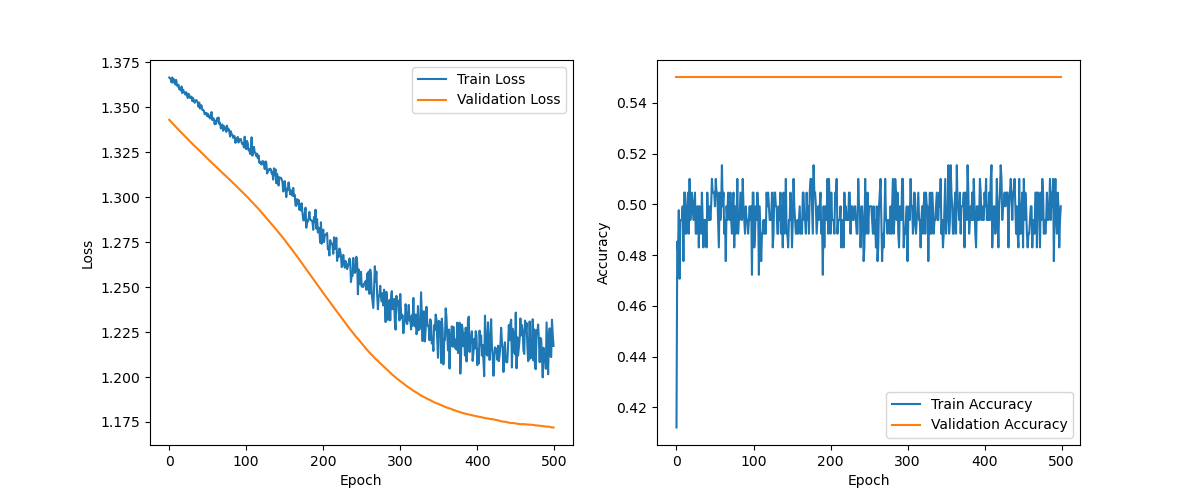 1.375
1.350
1.325
1.300
1.275
1.250
1.225
1.200
1.175
Loss
0 100 200 300 400 500
Epoch
Train Loss
Validation Loss
0.54
0.52
0.50
0.48
0.46
0.44
0.42
Accuracy
0 100 200 300 400 500
Epoch
Train Accuracy
Validation Accuracy